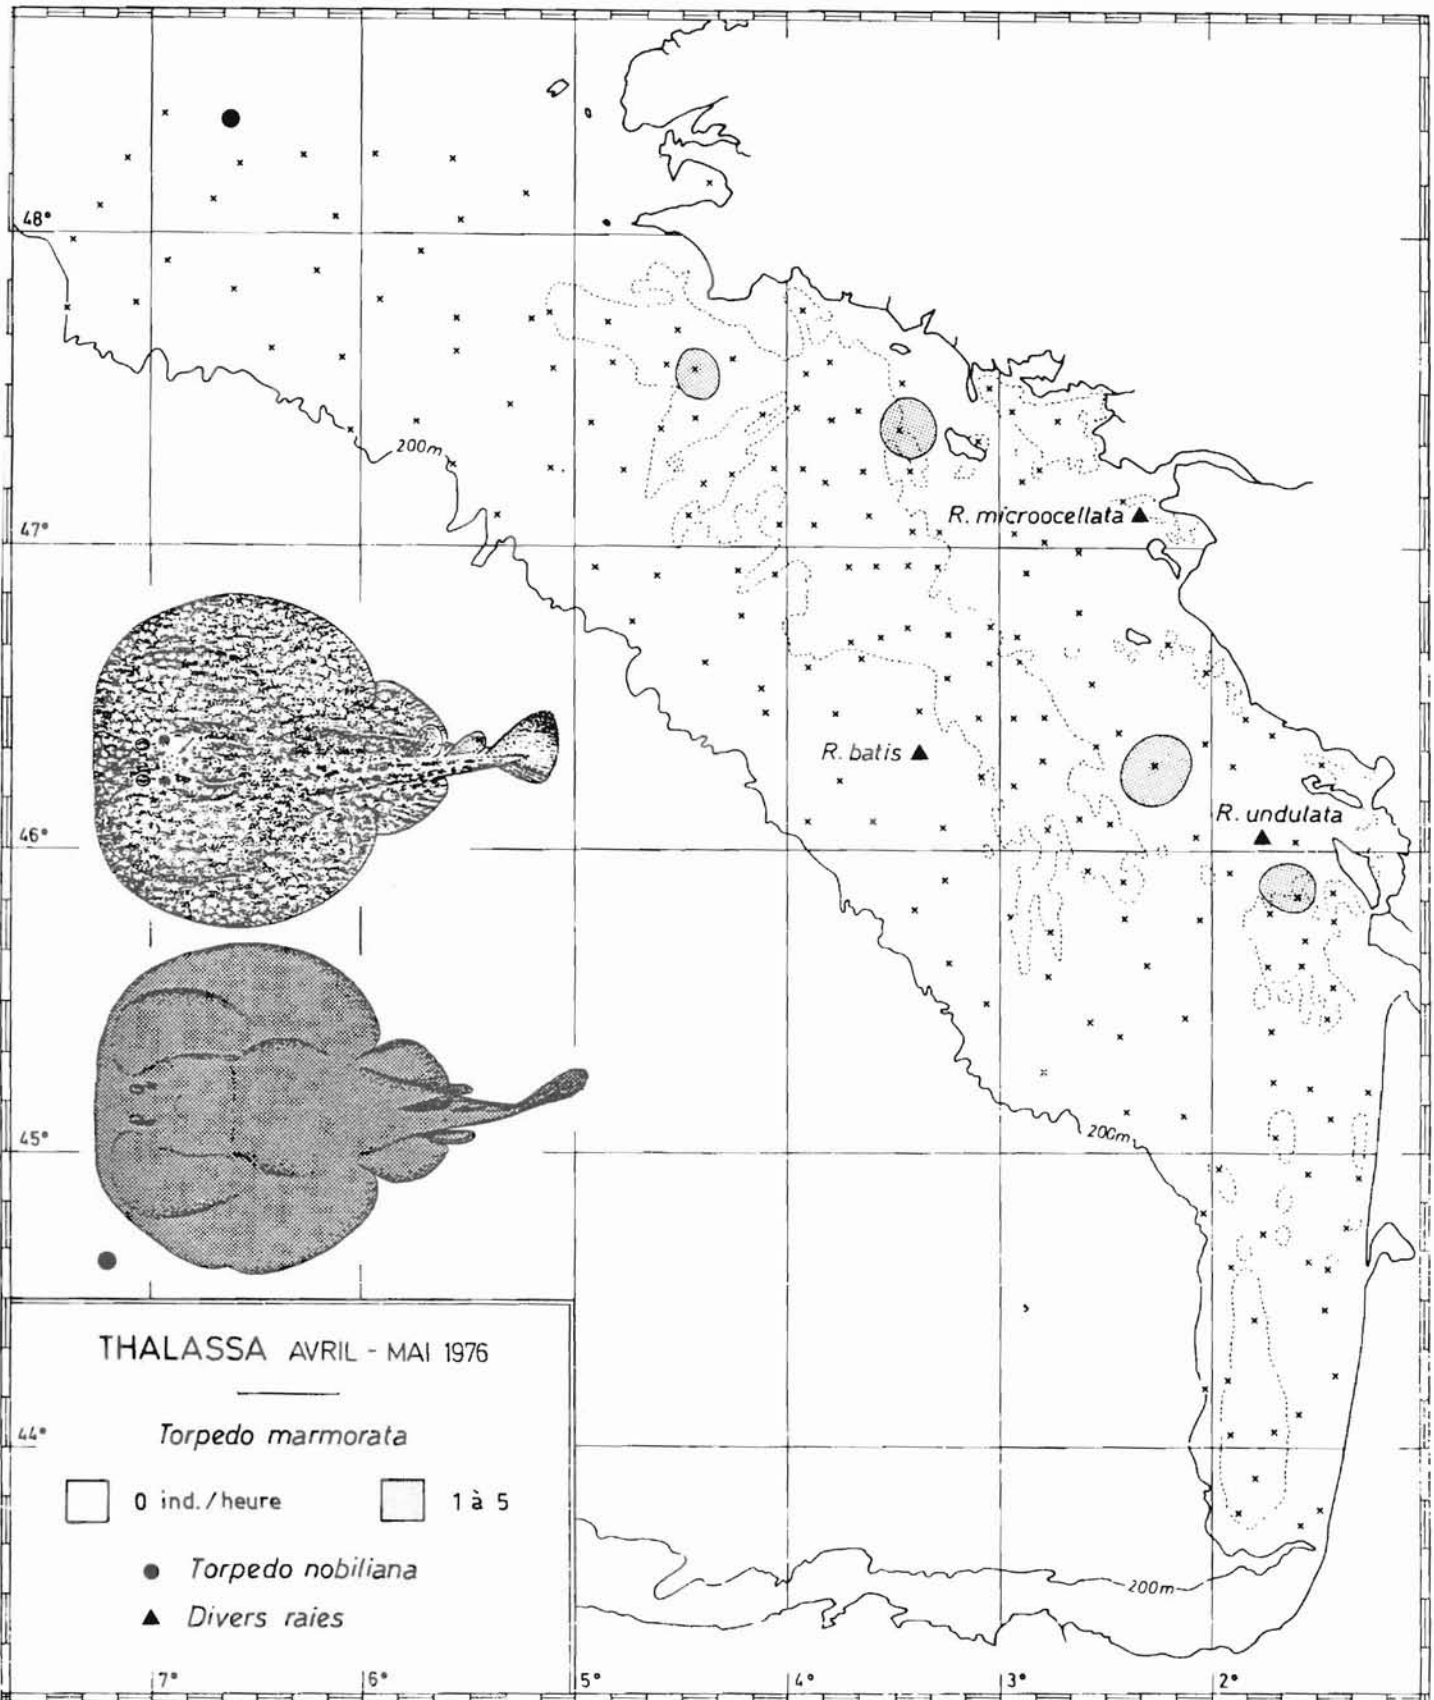 48°
200m
47°
R. microocellata
R. batis
R. undulata
46°
45°
200m
THALASSA AVRIL - MAI 1976
44°
Torpedo marmorata
0 ind./heure
1 à 5
Torpedo nobiliana
200m
Divers raies
7°
6°
5°
4°
3°
2°